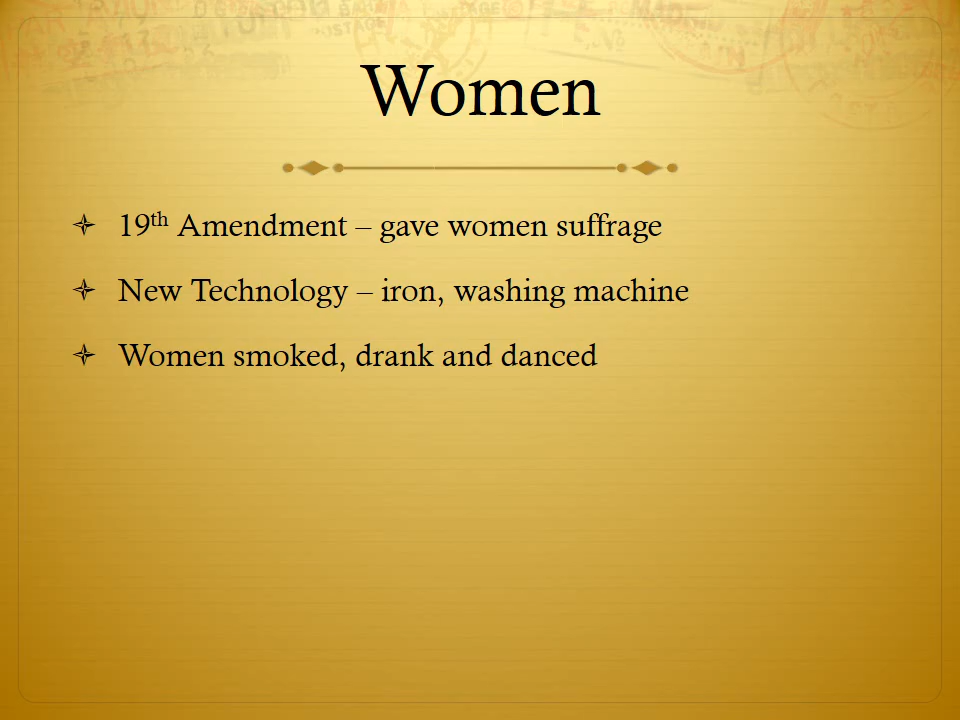 Women
19th Amendment – gave women suffrage
New Technology – iron, washing machine
Women smoked, drank and danced